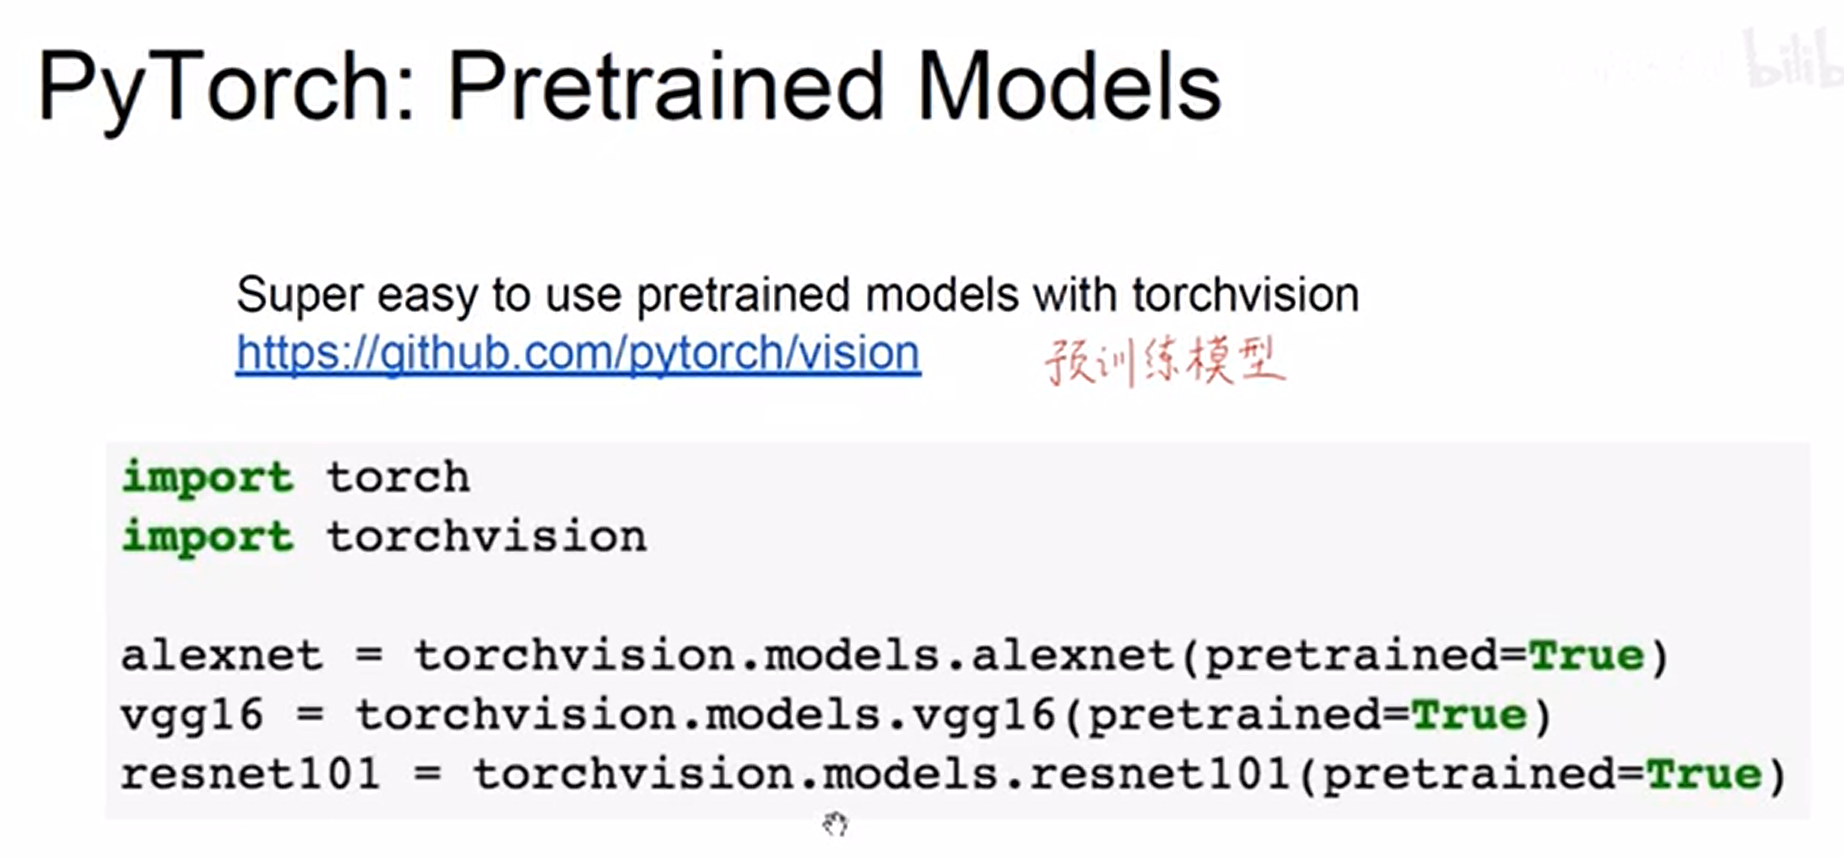 PyTorch: Pretrained Models
Super easy to use pretrained models with torchvision
https://github.com/pytorch/vision
预训练模型
import torch
import torchvision
alexnet = torchvision.models.alexnet(pretrained=True)
vgg16 = torchvision.models.vgg16(pretrained=True)
resnet101 = torchvision.models.resnet101(pretrained=True)